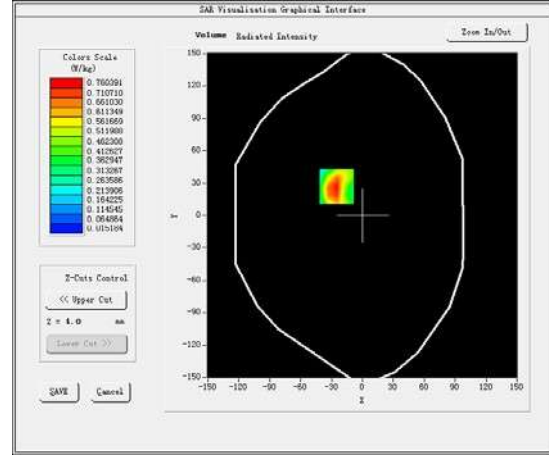 SAR Visualisation Graphical Interface
Volume Radiated Intensity
Zoom In/Out
Colors Scale
(W/kg)
0.760391
0.710710
0.661030
0.611349
0.561669
0.511988
0.462308
0.412627
0.362947
0.313267
0.263586
0.213906
0.164225
0.114545
0.064864
0.015184
150
120
90
60
30
0
-30
-60
-90
-120
-150
Y
-150 -120 -90 -60 -30 0 30 60 90 120 150
X
Z-Cuts Control
<< Upper Cut
Z = 4.0 mm
Lower Cut >>
SAVE Cancel